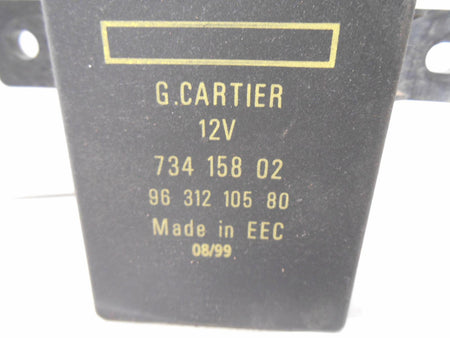 G.CARTIER
12V
734 158 02
96 312 105 80
Made in EEC
08/99